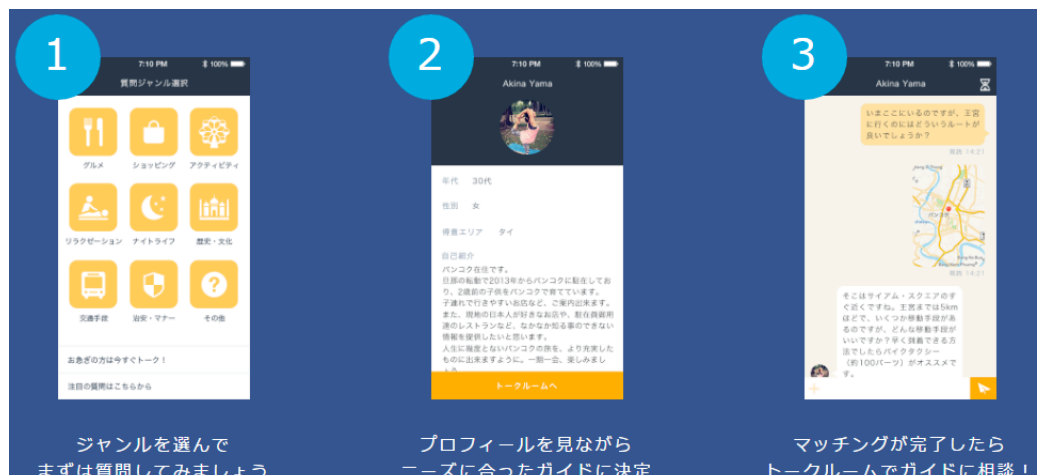 1
7:10 PM
100%
質問ジャンル選択
グルメ
ショッピング
アクティビティ
リラクゼーション
ナイトライフ
歴史・文化
交通手段
治安・マナー
その他
お急ぎの方は今すぐトーク！
注目の質問はこちらから
ジャンルを選んで
まずは質問してみましょう
2
7:10 PM
100%
Akina Yama
年代 30代
性別 女
得意エリア タイ
自己紹介
バンコク在住です。
旦那の転勤で2013年からバンコクに駐在してお
り、2歳前の子供をバンコクで育てています。
子連れで行きやすいお店など、ご案内出来ます。
また、現地の日本人が好きなお店や、駐在員御用
達のレストランなど、なかなか知る事のできない
情報を提供したいと思います。
人生に幾度とないバンコクの旅を、より充実した
ものに出来ますように。一期一会、楽しみまし
ょう
トークルームへ
プロフィールを見ながら
ニーズに合ったガイドに決定
3
7:10 PM
100%
Akina Yama
いまここにいるのですが、王宮
に行くのにはどういうルートが
良いでしょうか？
既読 14:21
バンコク
既読 14:21
そこはサイアム・スクエアのす
ぐ近くですね。王宮までは5km
ほどで、いくつか移動手段があ
るのですが、どんな移動手段が
いいですか？早く到着できる方
法でしたらバイクタクシー
（約100バーツ）がオススメで
す。
マッチングが完了したら
トークルームでガイドに相談！